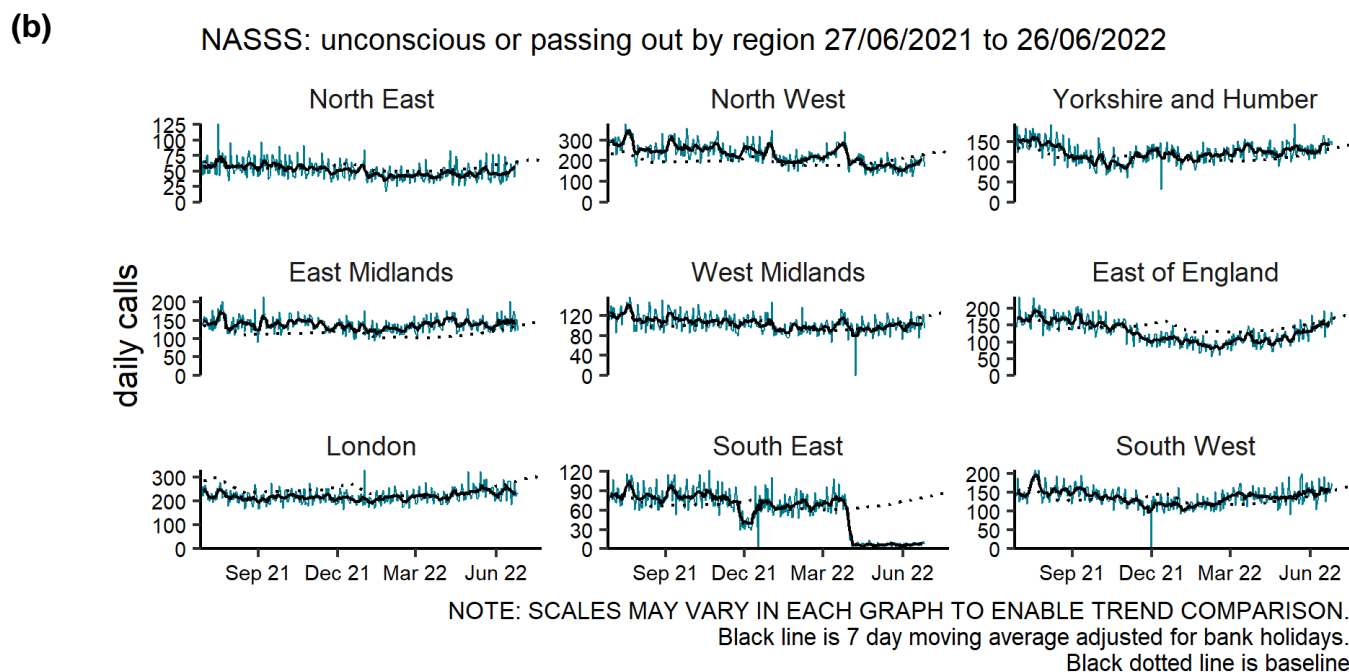 (b)
NASSS: unconscious or passing out by region 27/06/2021 to 26/06/2022
North East
North West
Yorkshire and Humber
125
100
75
50
25
0
300
200
100
0
150
100
50
0
daily calls
East Midlands
West Midlands
East of England
200
150
100
50
0
120
80
40
0
200
150
100
50
0
London
South East
South West
300
200
100
0
120
90
60
30
0
200
150
100
50
0
Sep 21 Dec 21 Mar 22 Jun 22
Sep 21 Dec 21 Mar 22 Jun 22
Sep 21 Dec 21 Mar 22 Jun 22
NOTE: SCALES MAY VARY IN EACH GRAPH TO ENABLE TREND COMPARISON.
Black line is 7 day moving average adjusted for bank holidays.
Black dotted line is baseline